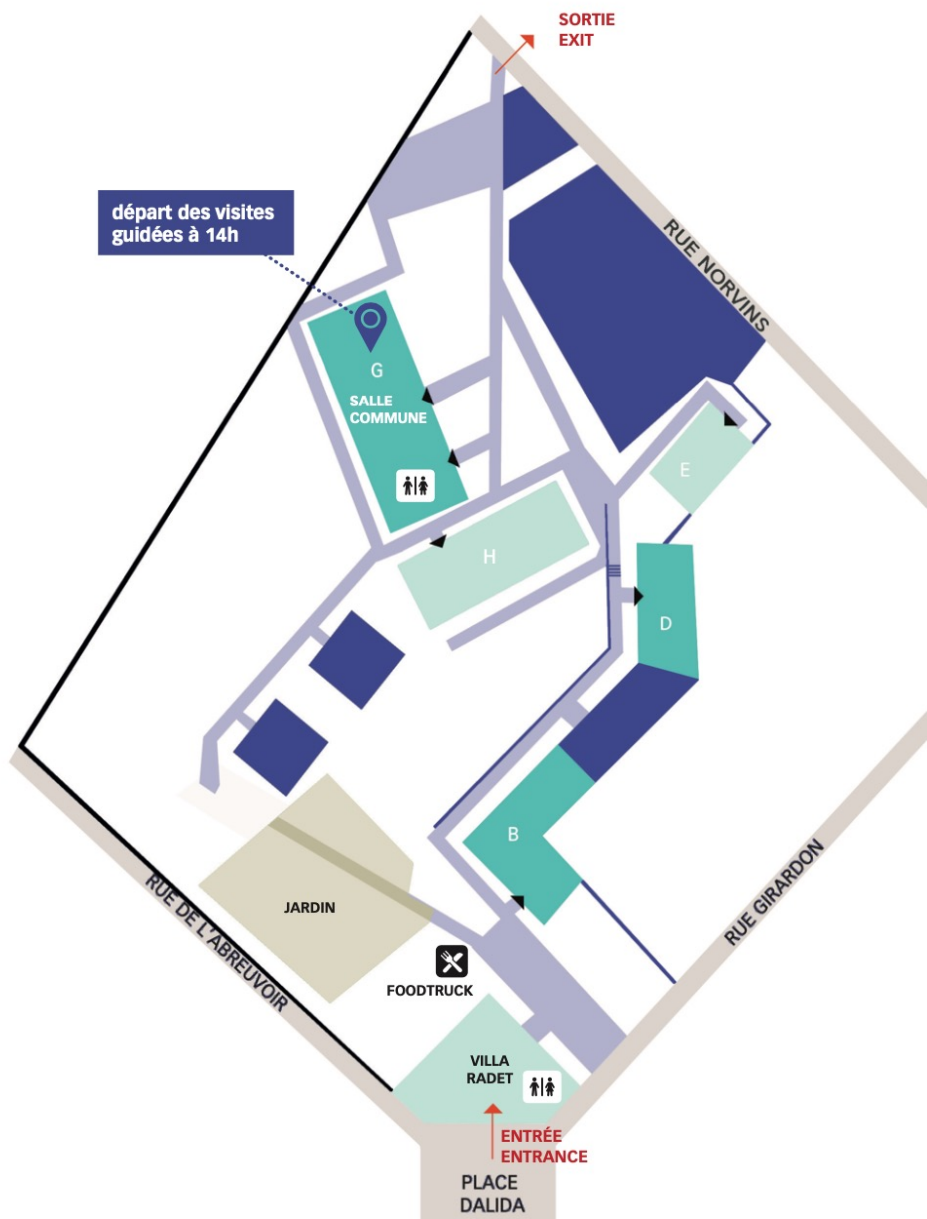 SORTIE
EXIT
RUE NORVINS
départ des visites
guidées à 14h
G
SALLE
COMMUNE
E
H
D
B
JARDIN
RUE DE L'ABREUVOIR
RUE GIRARDON
FOODTRUCK
VILLA
RADET
ENTRÉE
ENTRANCE
PLACE
DALIDA